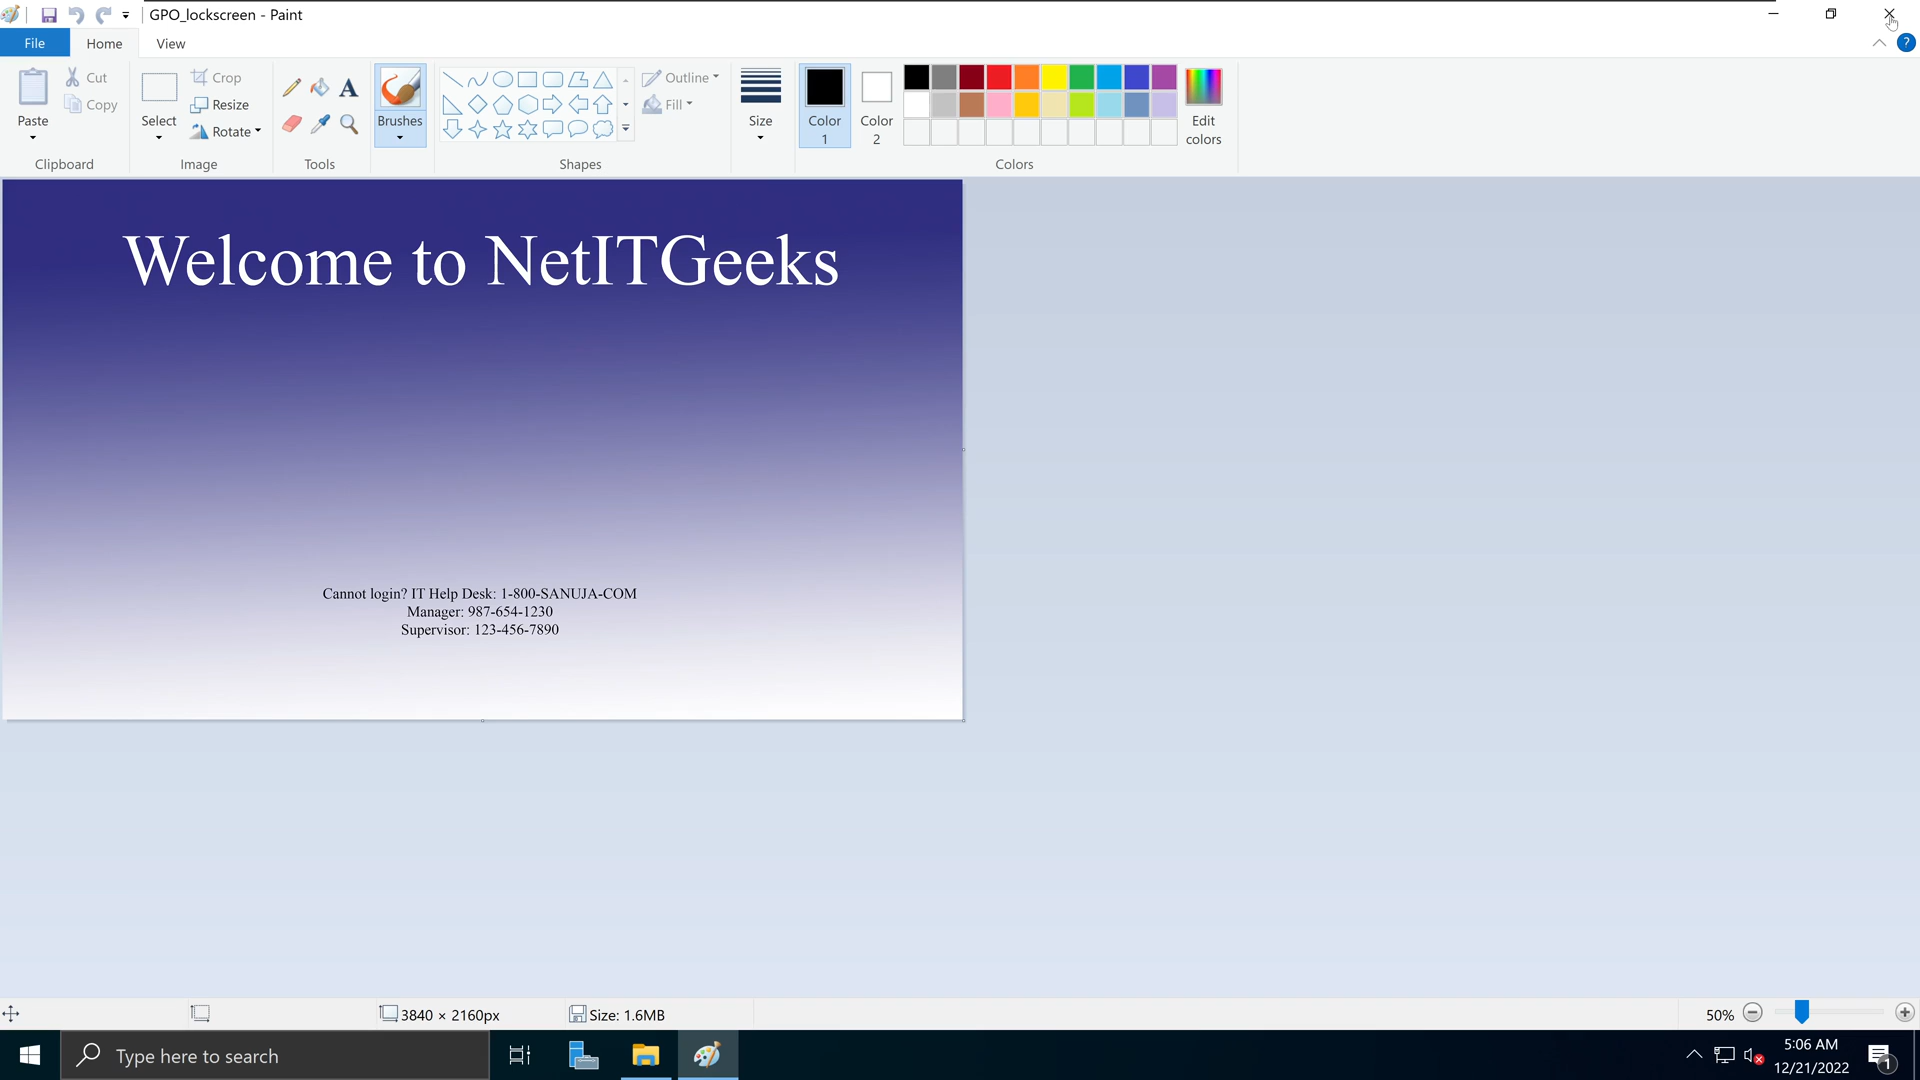 GPO_lockscreen - Paint
File Home View
?
Cut
Copy
Paste
Crop
Resize
Rotate
Select
A
Brushes
Outline
Fill
Size
Color 1
Color 2
Edit colors
Clipboard Image Tools Shapes Colors
Welcome to NetITGeeks
Cannot login? IT Help Desk: 1-800-SANUJA-COM
Manager: 987-654-1230
Supervisor: 123-456-7890
3840 × 2160px Size: 1.6MB 50%
Type here to search
5:06 AM
12/21/2022
1